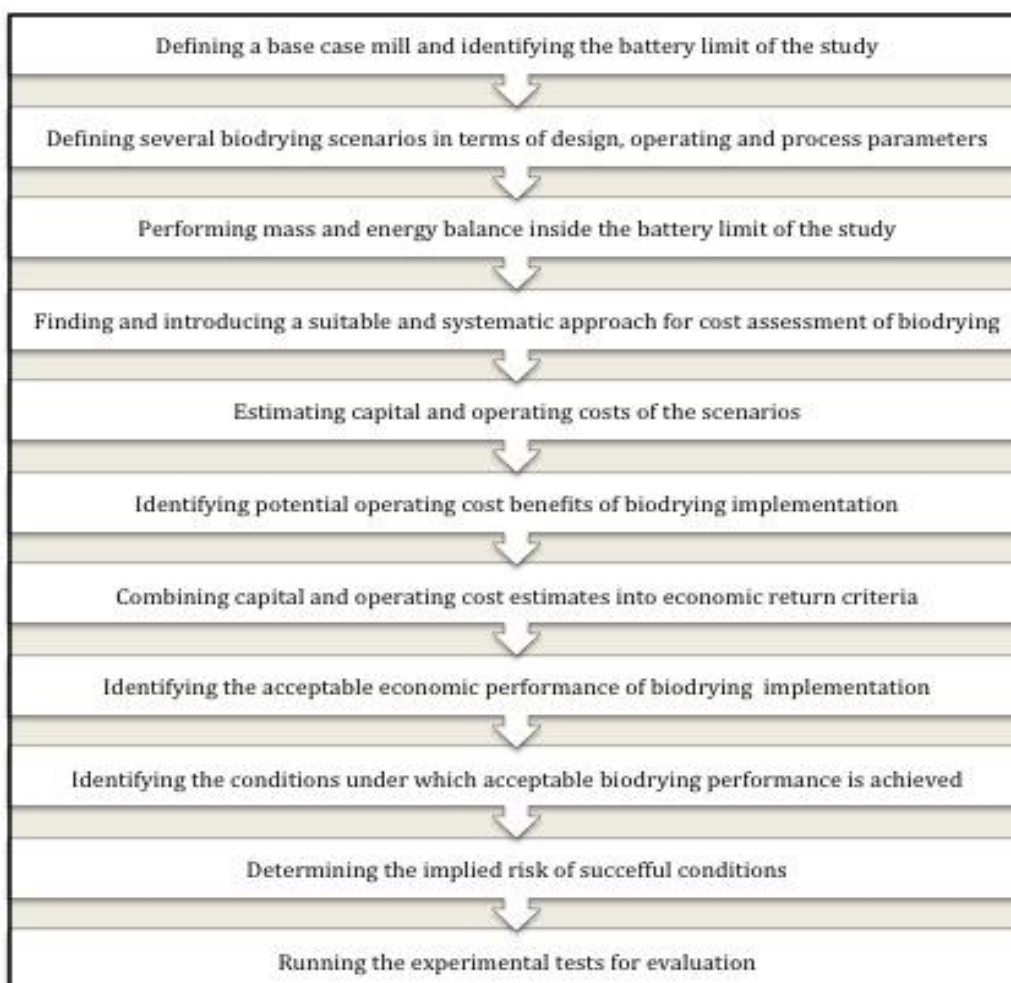 Defining a base case mill and identifying the battery limit of the study
Defining several biodrying scenarios in terms of design, operating and process parameters
Performing mass and energy balance inside the battery limit of the study
Finding and introducing a suitable and systematic approach for cost assessment of biodrying
Estimating capital and operating costs of the scenarios
Identifying potential operating cost benefits of biodrying implementation
Combining capital and operating cost estimates into economic return criteria
Identifying the acceptable economic performance of biodrying implementation
Identifying the conditions under which acceptable biodrying performance is achieved
Determining the implied risk of succefful conditions
Running the experimental tests for evaluation